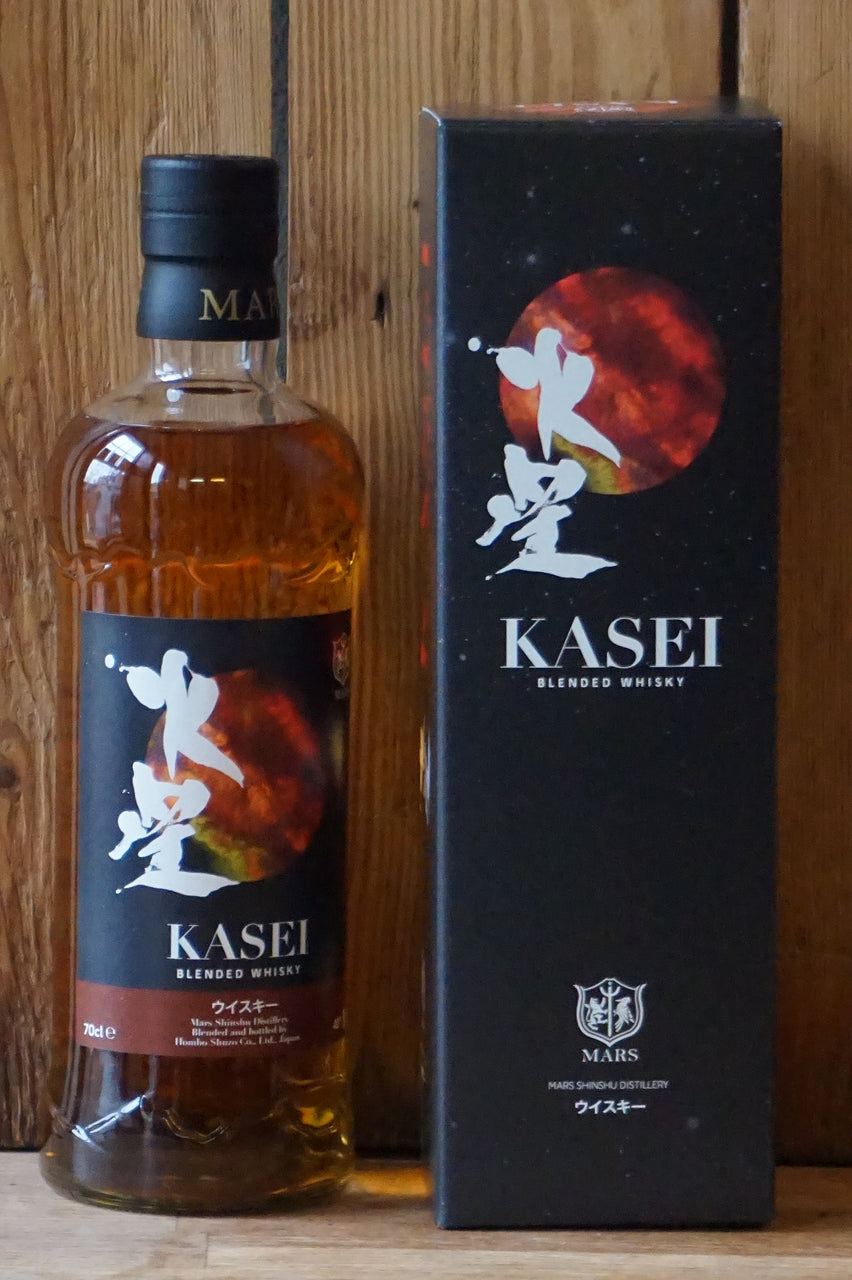 MAR
火
星
KASEI
BLENDED WHISKY
ウイスキー
70cl e
Mars Shinshu Distillery
Blended and bottled by
Hombo Shuzo Co., Ltd., Japan
火
星
KASEI
BLENDED WHISKY
MARS
MARS SHINSHU DISTILLERY
ウイスキー